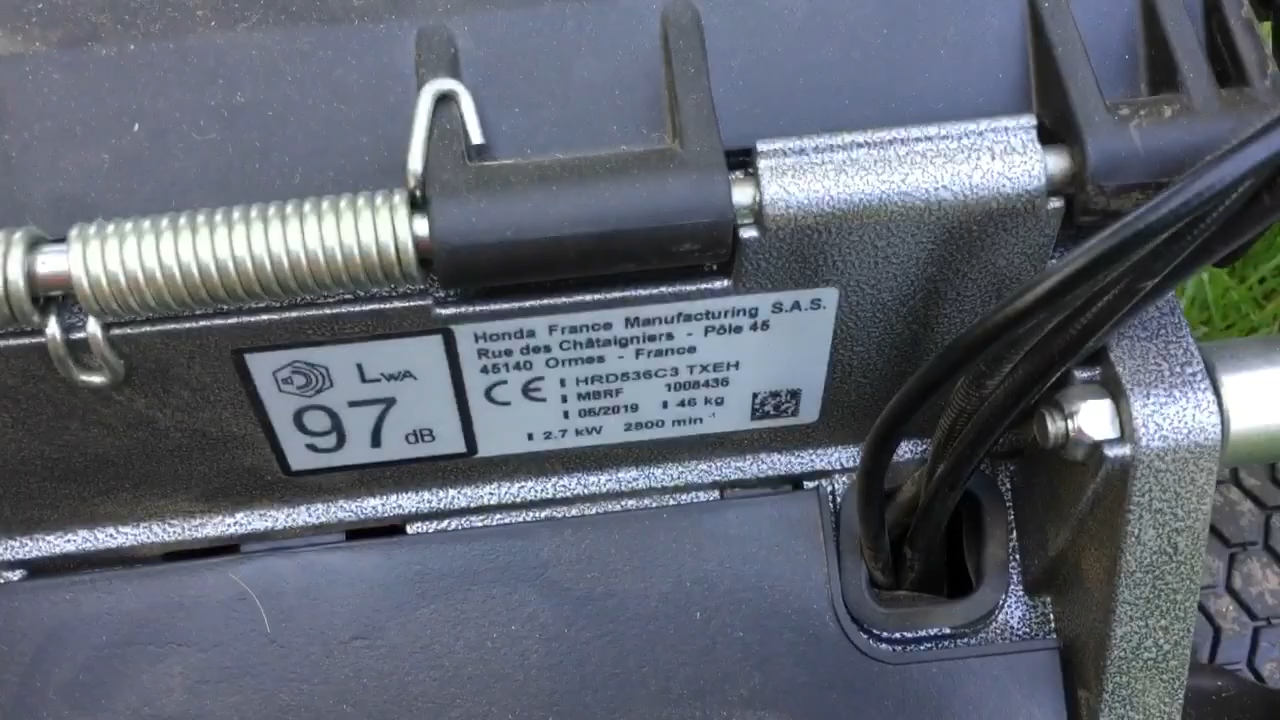 LWA
97 dB
Honda France Manufacturing S.A.S.
Rue des Châtaigniers - Pôle 45
45140 Ormes - France
CE HRD536C3 TXEH
MBRF 1008436
05/2019 46 kg
2.7 kW 2800 min -1